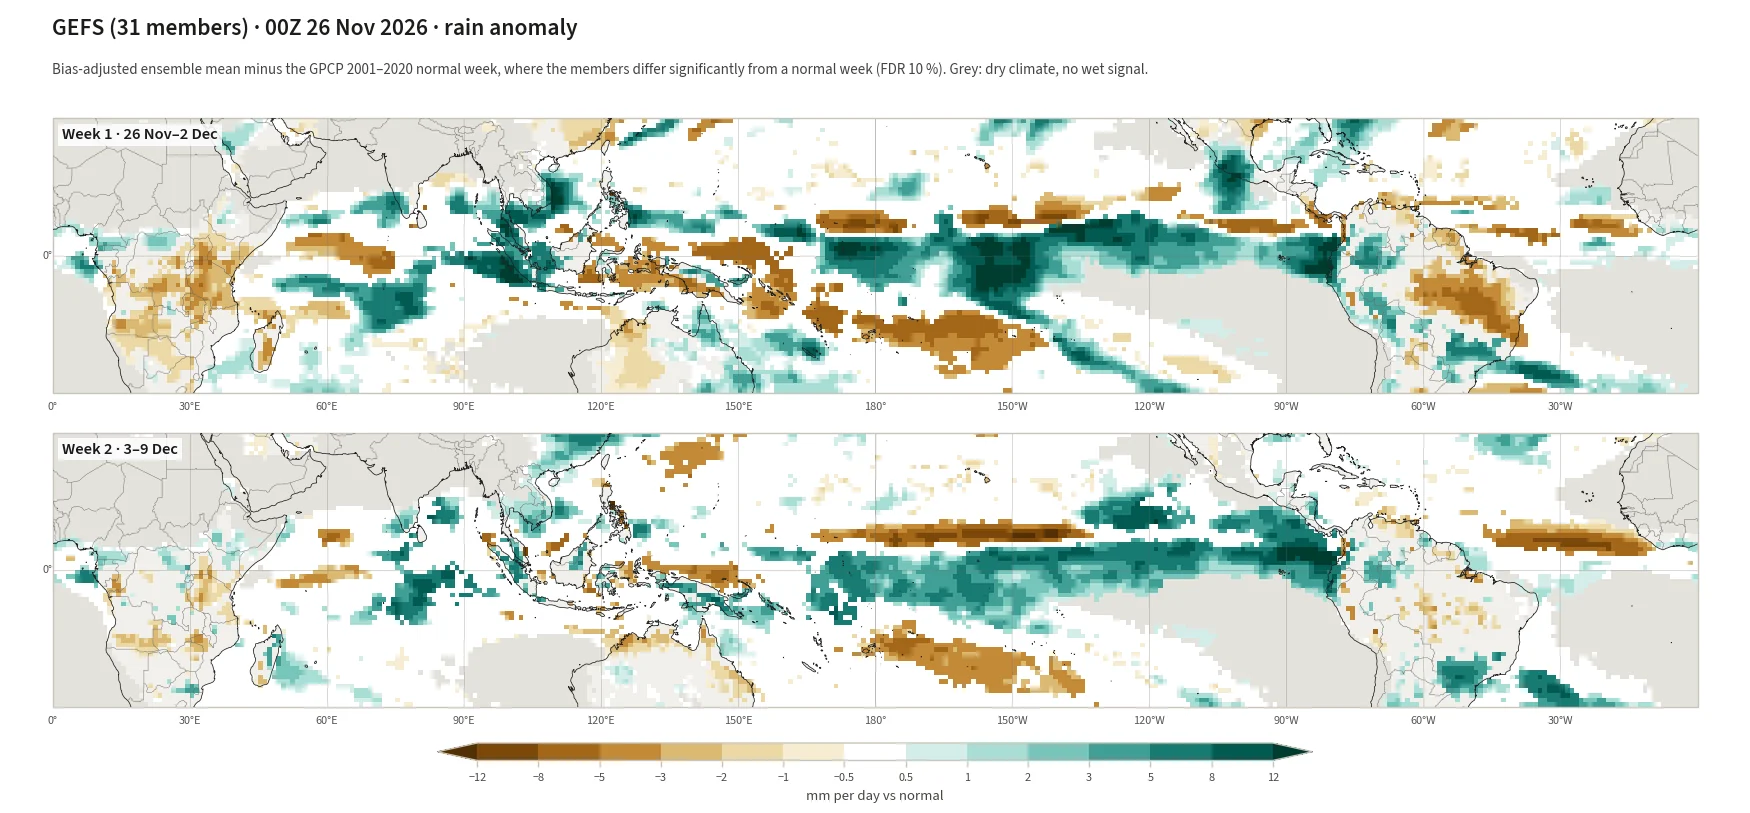 GEFS (31 members) · 00Z 26 Nov 2026 · rain anomaly
Bias-adjusted ensemble mean minus the GPCP 2001–2020 normal week, where the members differ significantly from a normal week (FDR 10 %). Grey: dry climate, no wet signal.
Week 1 · 26 Nov–2 Dec
0°
0° 30°E 60°E 90°E 120°E 150°E 180° 150°W 120°W 90°W 60°W 30°W
Week 2 · 3–9 Dec
0°
0° 30°E 60°E 90°E 120°E 150°E 180° 150°W 120°W 90°W 60°W 30°W
−12 −8 −5 −3 −2 −1 −0.5 0.5 1 2 3 5 8 12
mm per day vs normal